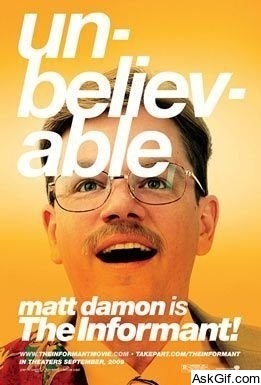 un-
believ-
able
matt damon is
The Informant!
WWW.THEINFORMANTMOVIE.COM • TAKEPART.COM/THEINFORMANT
IN THEATERS SEPTEMBER, 2009
AskGif.com